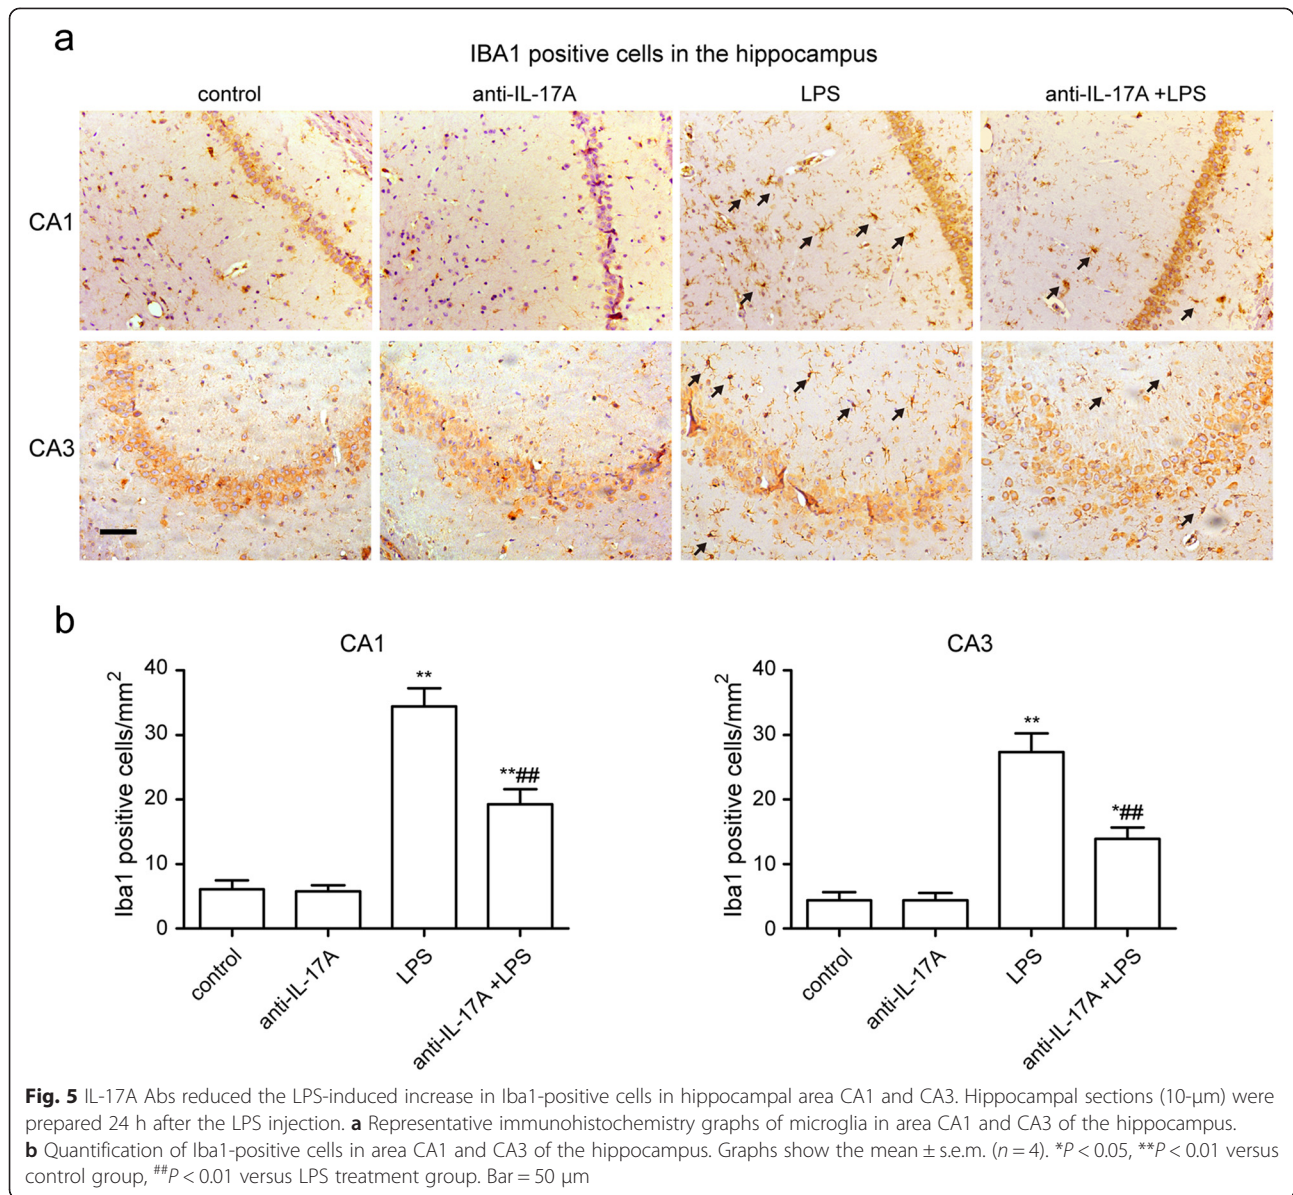 a
IBA1 positive cells in the hippocampus
control anti-IL-17A LPS anti-IL-17A +LPS
CA1
CA3
b
CA1
Iba1 positive cells/mm²
40
30
20
10
0
**
**##
control
anti-IL-17A
LPS
anti-IL-17A +LPS
CA3
Iba1 positive cells/mm²
40
30
20
10
0
**
*##
control
anti-IL-17A
LPS
anti-IL-17A +LPS
Fig. 5 IL-17A Abs reduced the LPS-induced increase in Iba1-positive cells in hippocampal area CA1 and CA3. Hippocampal sections (10-μm) were
prepared 24 h after the LPS injection. a Representative immunohistochemistry graphs of microglia in area CA1 and CA3 of the hippocampus.
b Quantification of Iba1-positive cells in area CA1 and CA3 of the hippocampus. Graphs show the mean ± s.e.m. (n = 4). *P < 0.05, **P < 0.01 versus
control group, ##P < 0.01 versus LPS treatment group. Bar = 50 μm